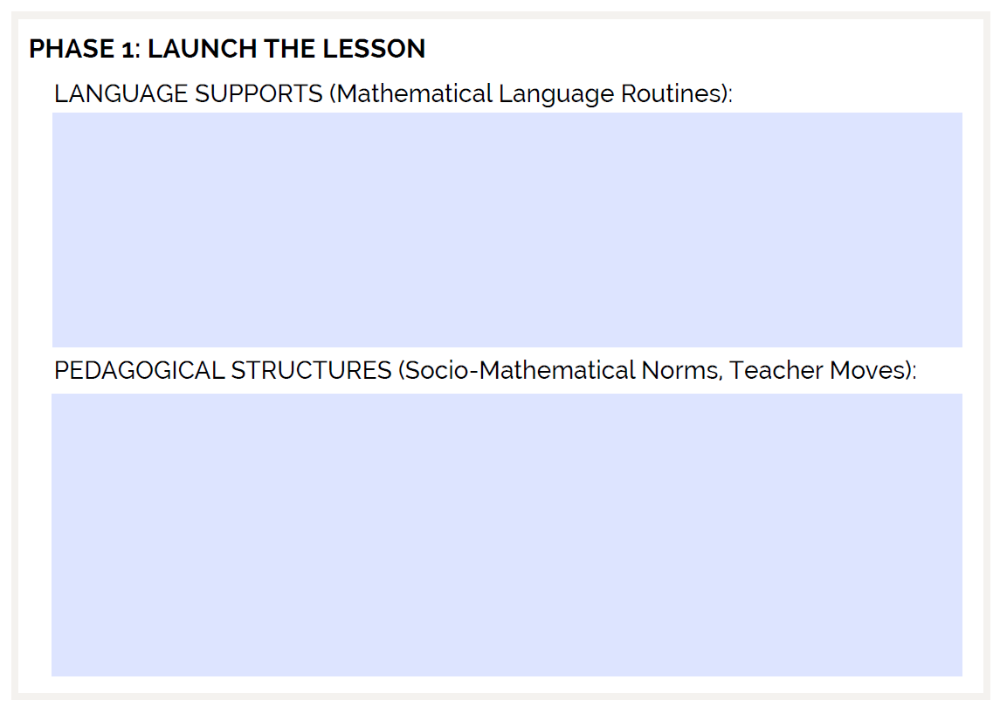 PHASE 1: LAUNCH THE LESSON
LANGUAGE SUPPORTS (Mathematical Language Routines):
PEDAGOGICAL STRUCTURES (Socio-Mathematical Norms, Teacher Moves):